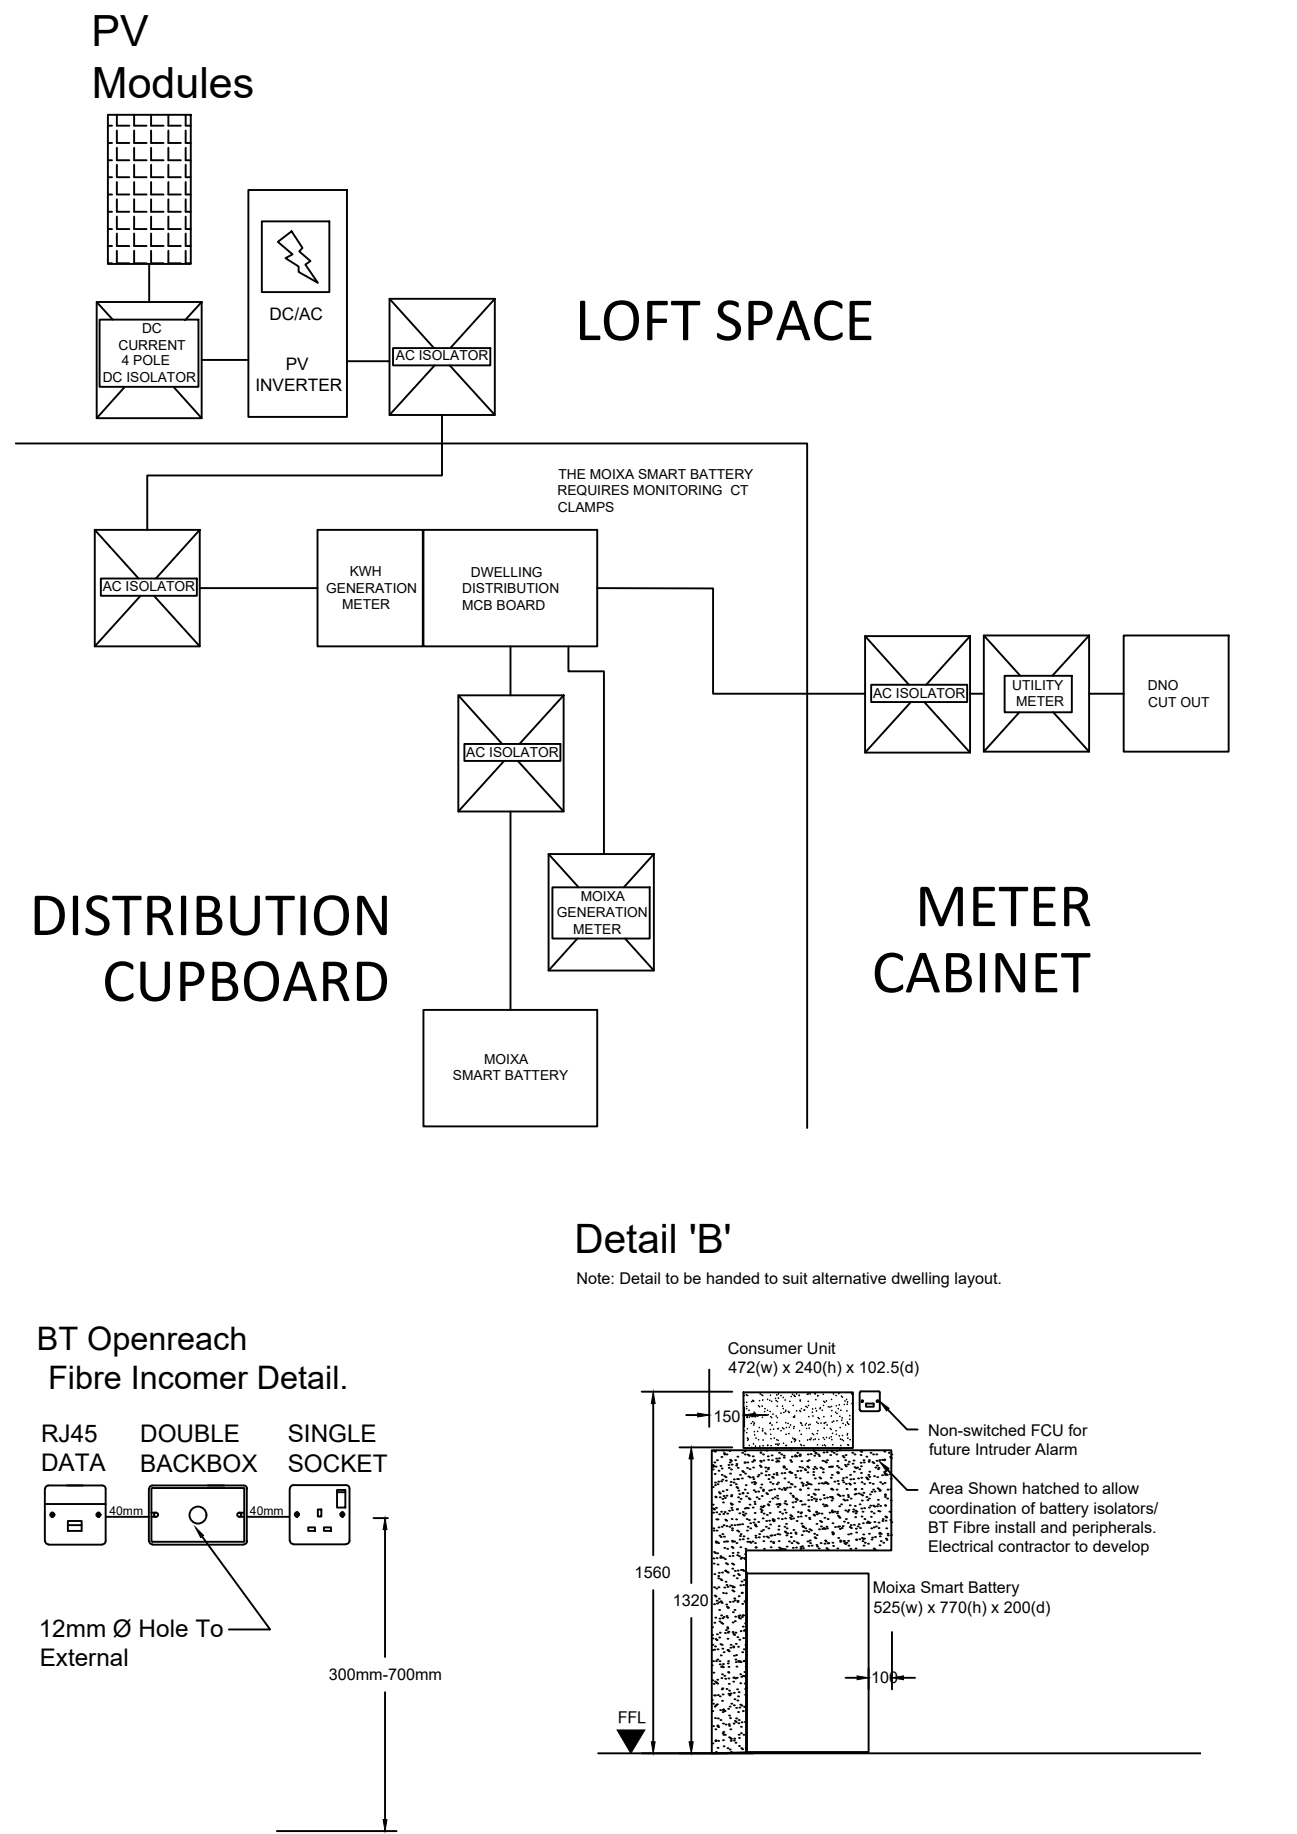 PV
Modules
DC
CURRENT
4 POLE
DC ISOLATOR
DC/AC
PV
INVERTER
AC ISOLATOR
LOFT SPACE
THE MOIXA SMART BATTERY
REQUIRES MONITORING CT
CLAMPS
AC ISOLATOR
KWH
GENERATION
METER
DWELLING
DISTRIBUTION
MCB BOARD
AC ISOLATOR
UTILITY
METER
DNO
CUT OUT
AC ISOLATOR
MOIXA
GENERATION
METER
DISTRIBUTION
CUPBOARD
METER
CABINET
MOIXA
SMART BATTERY
Detail 'B'
Note: Detail to be handed to suit alternative dwelling layout.
BT Openreach
Fibre Incomer Detail.
RJ45
DATA
DOUBLE
BACKBOX
SINGLE
SOCKET
40mm
40mm
12mm Ø Hole To
External
300mm-700mm
Consumer Unit
472(w) x 240(h) x 102.5(d)
150
Non-switched FCU for
future Intruder Alarm
Area Shown hatched to allow
coordination of battery isolators/
BT Fibre install and peripherals.
Electrical contractor to develop
1560
1320
Moixa Smart Battery
525(w) x 770(h) x 200(d)
100
FFL